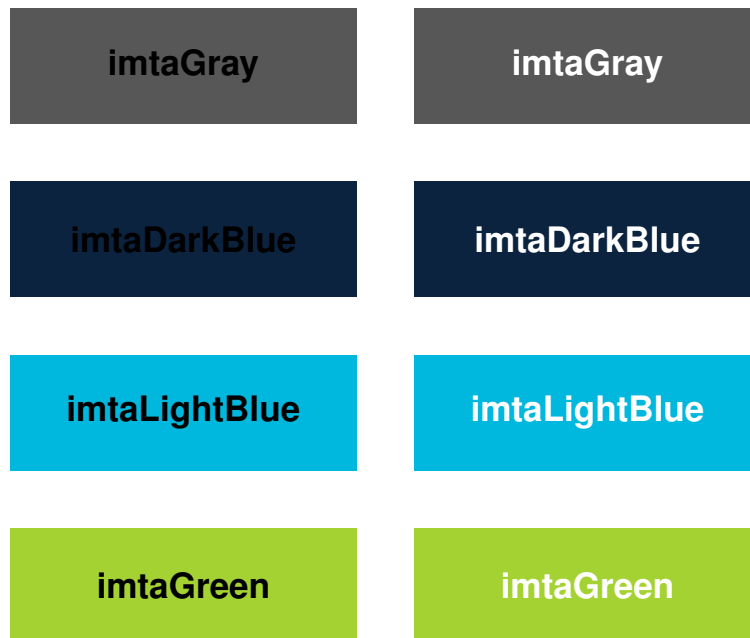 imtaGray
imtaGray
imtaDarkBlue
imtaDarkBlue
imtaLightBlue
imtaLightBlue
imtaGreen
imtaGreen